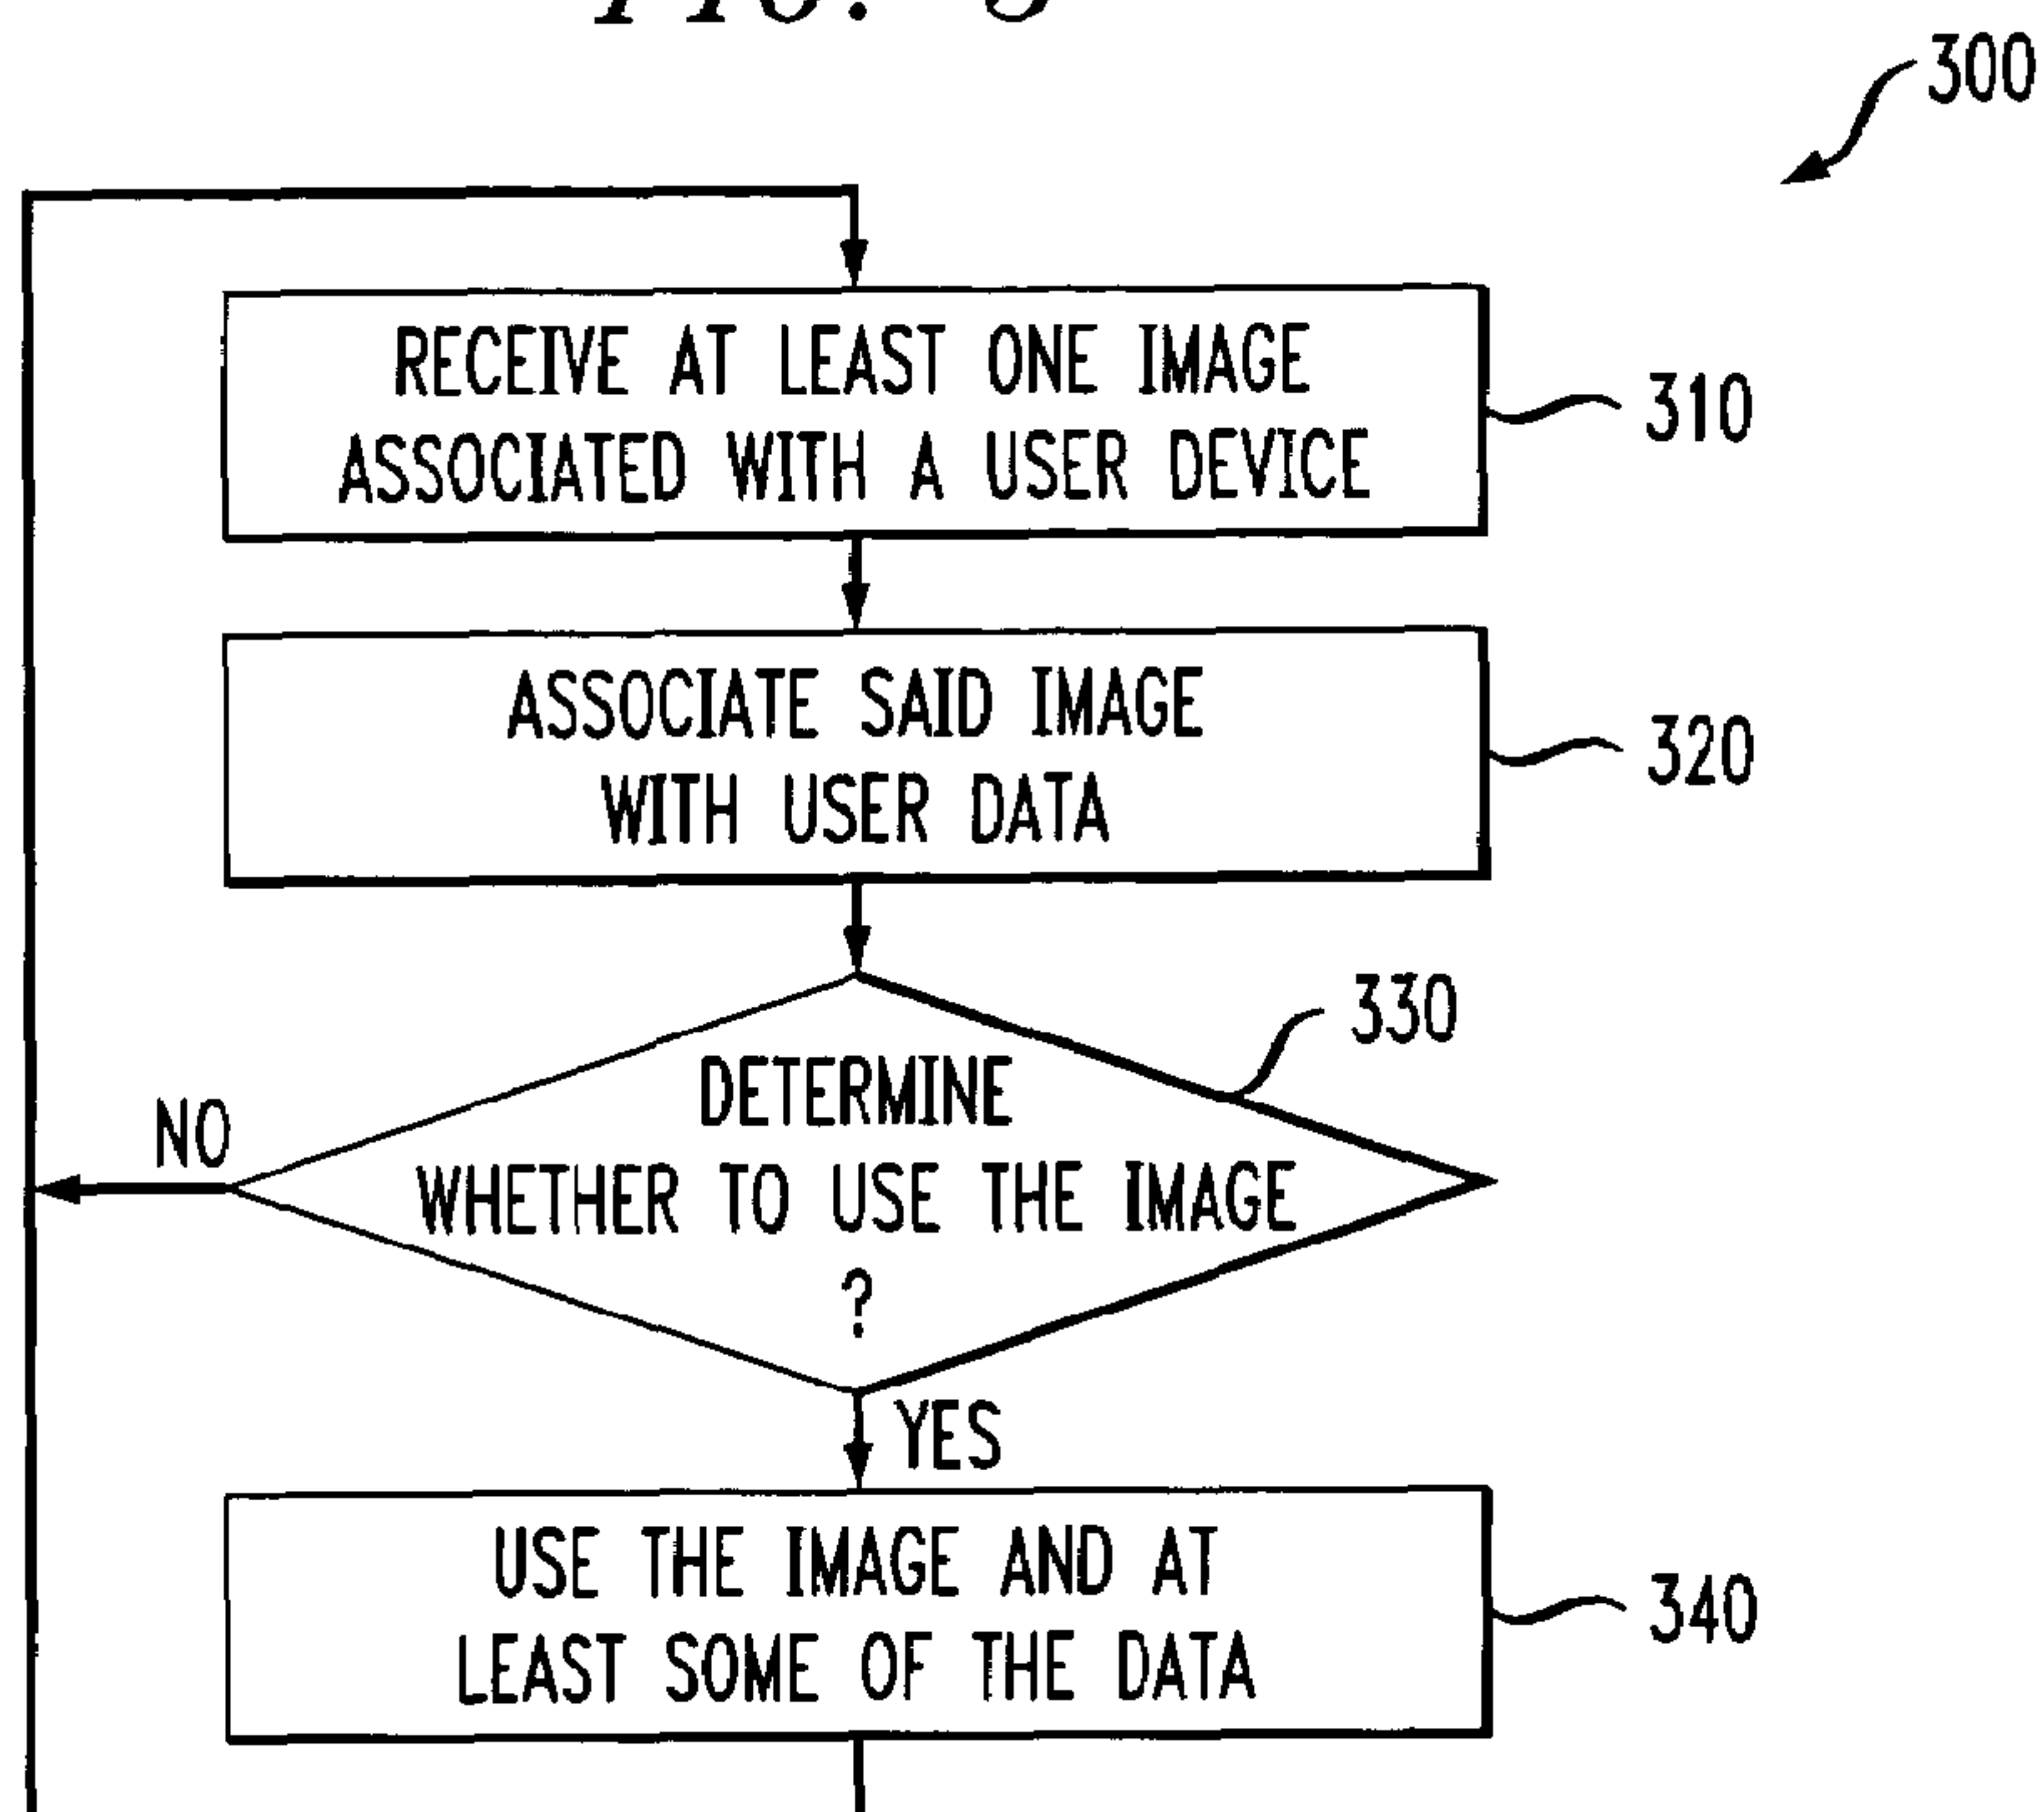 FIG. 3
300
RECEIVE AT LEAST ONE IMAGE
ASSOCIATED WITH A USER DEVICE
310
ASSOCIATE SAID IMAGE
WITH USER DATA
320
330
DETERMINE
WHETHER TO USE THE IMAGE
?
NO
YES
USE THE IMAGE AND AT
LEAST SOME OF THE DATA
340